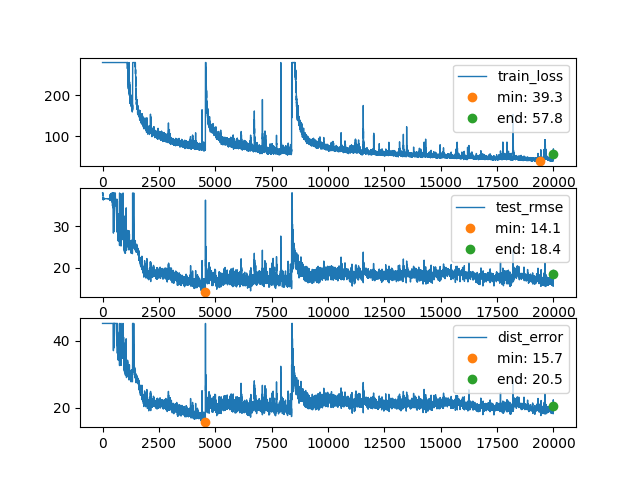 train_loss
min: 39.3
end: 57.8
200
100
0 2500 5000 7500 10000 12500 15000 17500 20000
test_rmse
min: 14.1
end: 18.4
30
20
0 2500 5000 7500 10000 12500 15000 17500 20000
dist_error
min: 15.7
end: 20.5
40
20
0 2500 5000 7500 10000 12500 15000 17500 20000